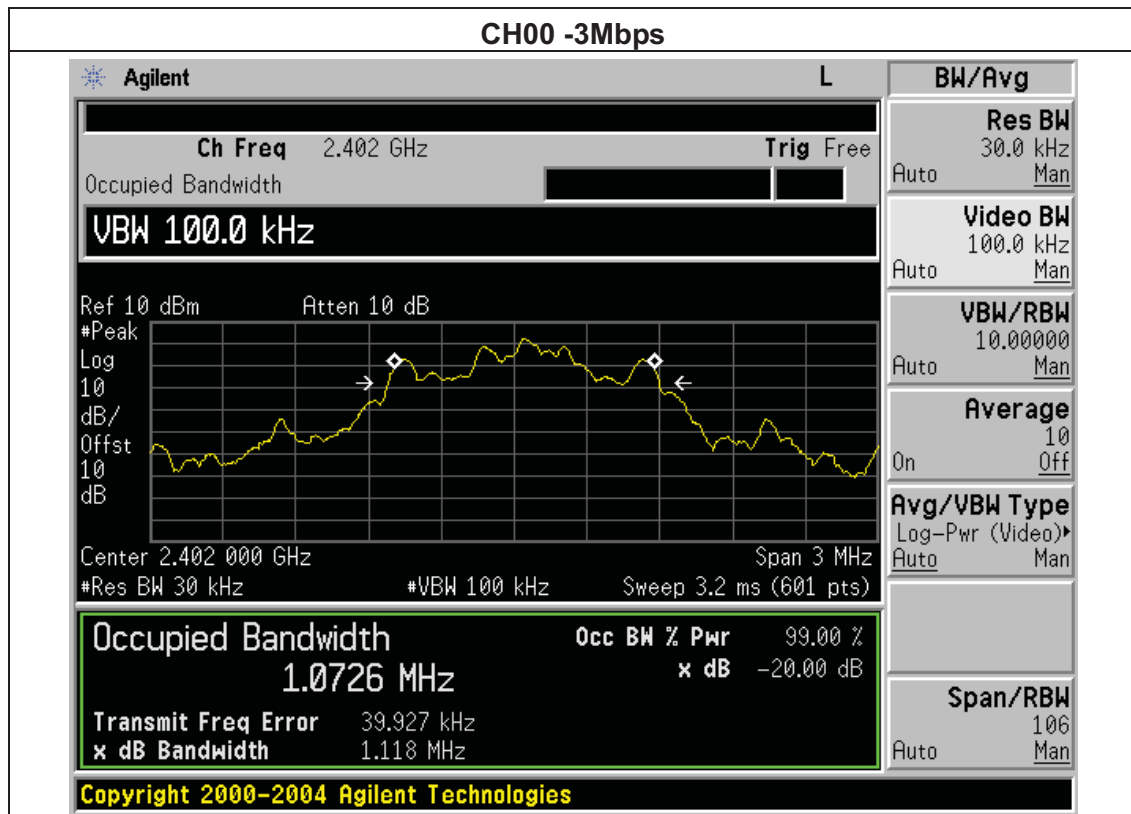 CH00 -3Mbps
Agilent L
Ch Freq 2.402 GHz Trig Free
Occupied Bandwidth
VBW 100.0 kHz
Ref 10 dBm Atten 10 dB
#Peak
Log
10
dB/
Offst
10
dB
Center 2.402 000 GHz Span 3 MHz
#Res BW 30 kHz #VBW 100 kHz Sweep 3.2 ms (601 pts)
Occupied Bandwidth Occ BW % Pwr 99.00 %
1.0726 MHz x dB -20.00 dB
Transmit Freq Error 39.927 kHz
x dB Bandwidth 1.118 MHz
Copyright 2000-2004 Agilent Technologies
BW/Avg
Res BW
30.0 kHz
Auto Man
Video BW
100.0 kHz
Auto Man
VBW/RBW
10.00000
Auto Man
Average
10
On Off
Avg/VBW Type
Log-Pwr (Video)
Auto Man
Span/RBW
106
Auto Man